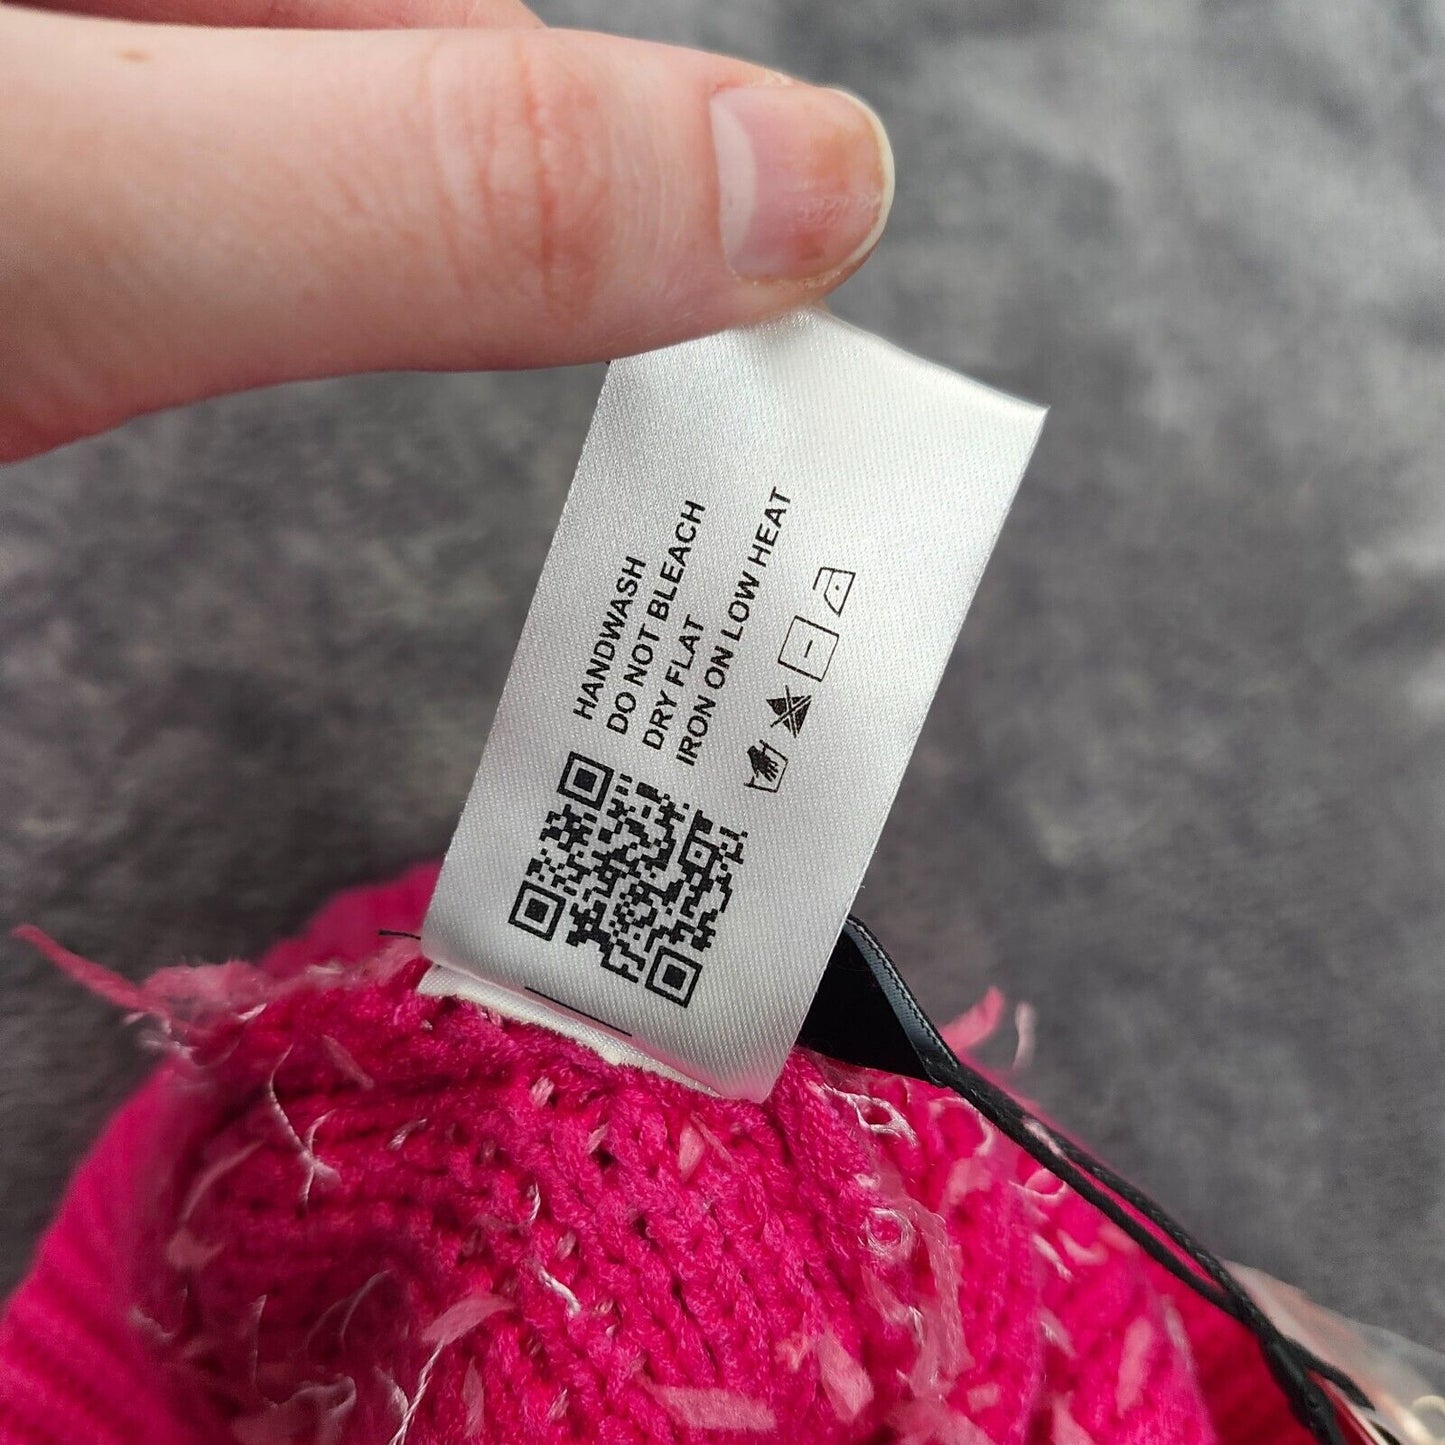 HANDWASH
DO NOT BLEACH
DRY FLAT
IRON ON LOW HEAT